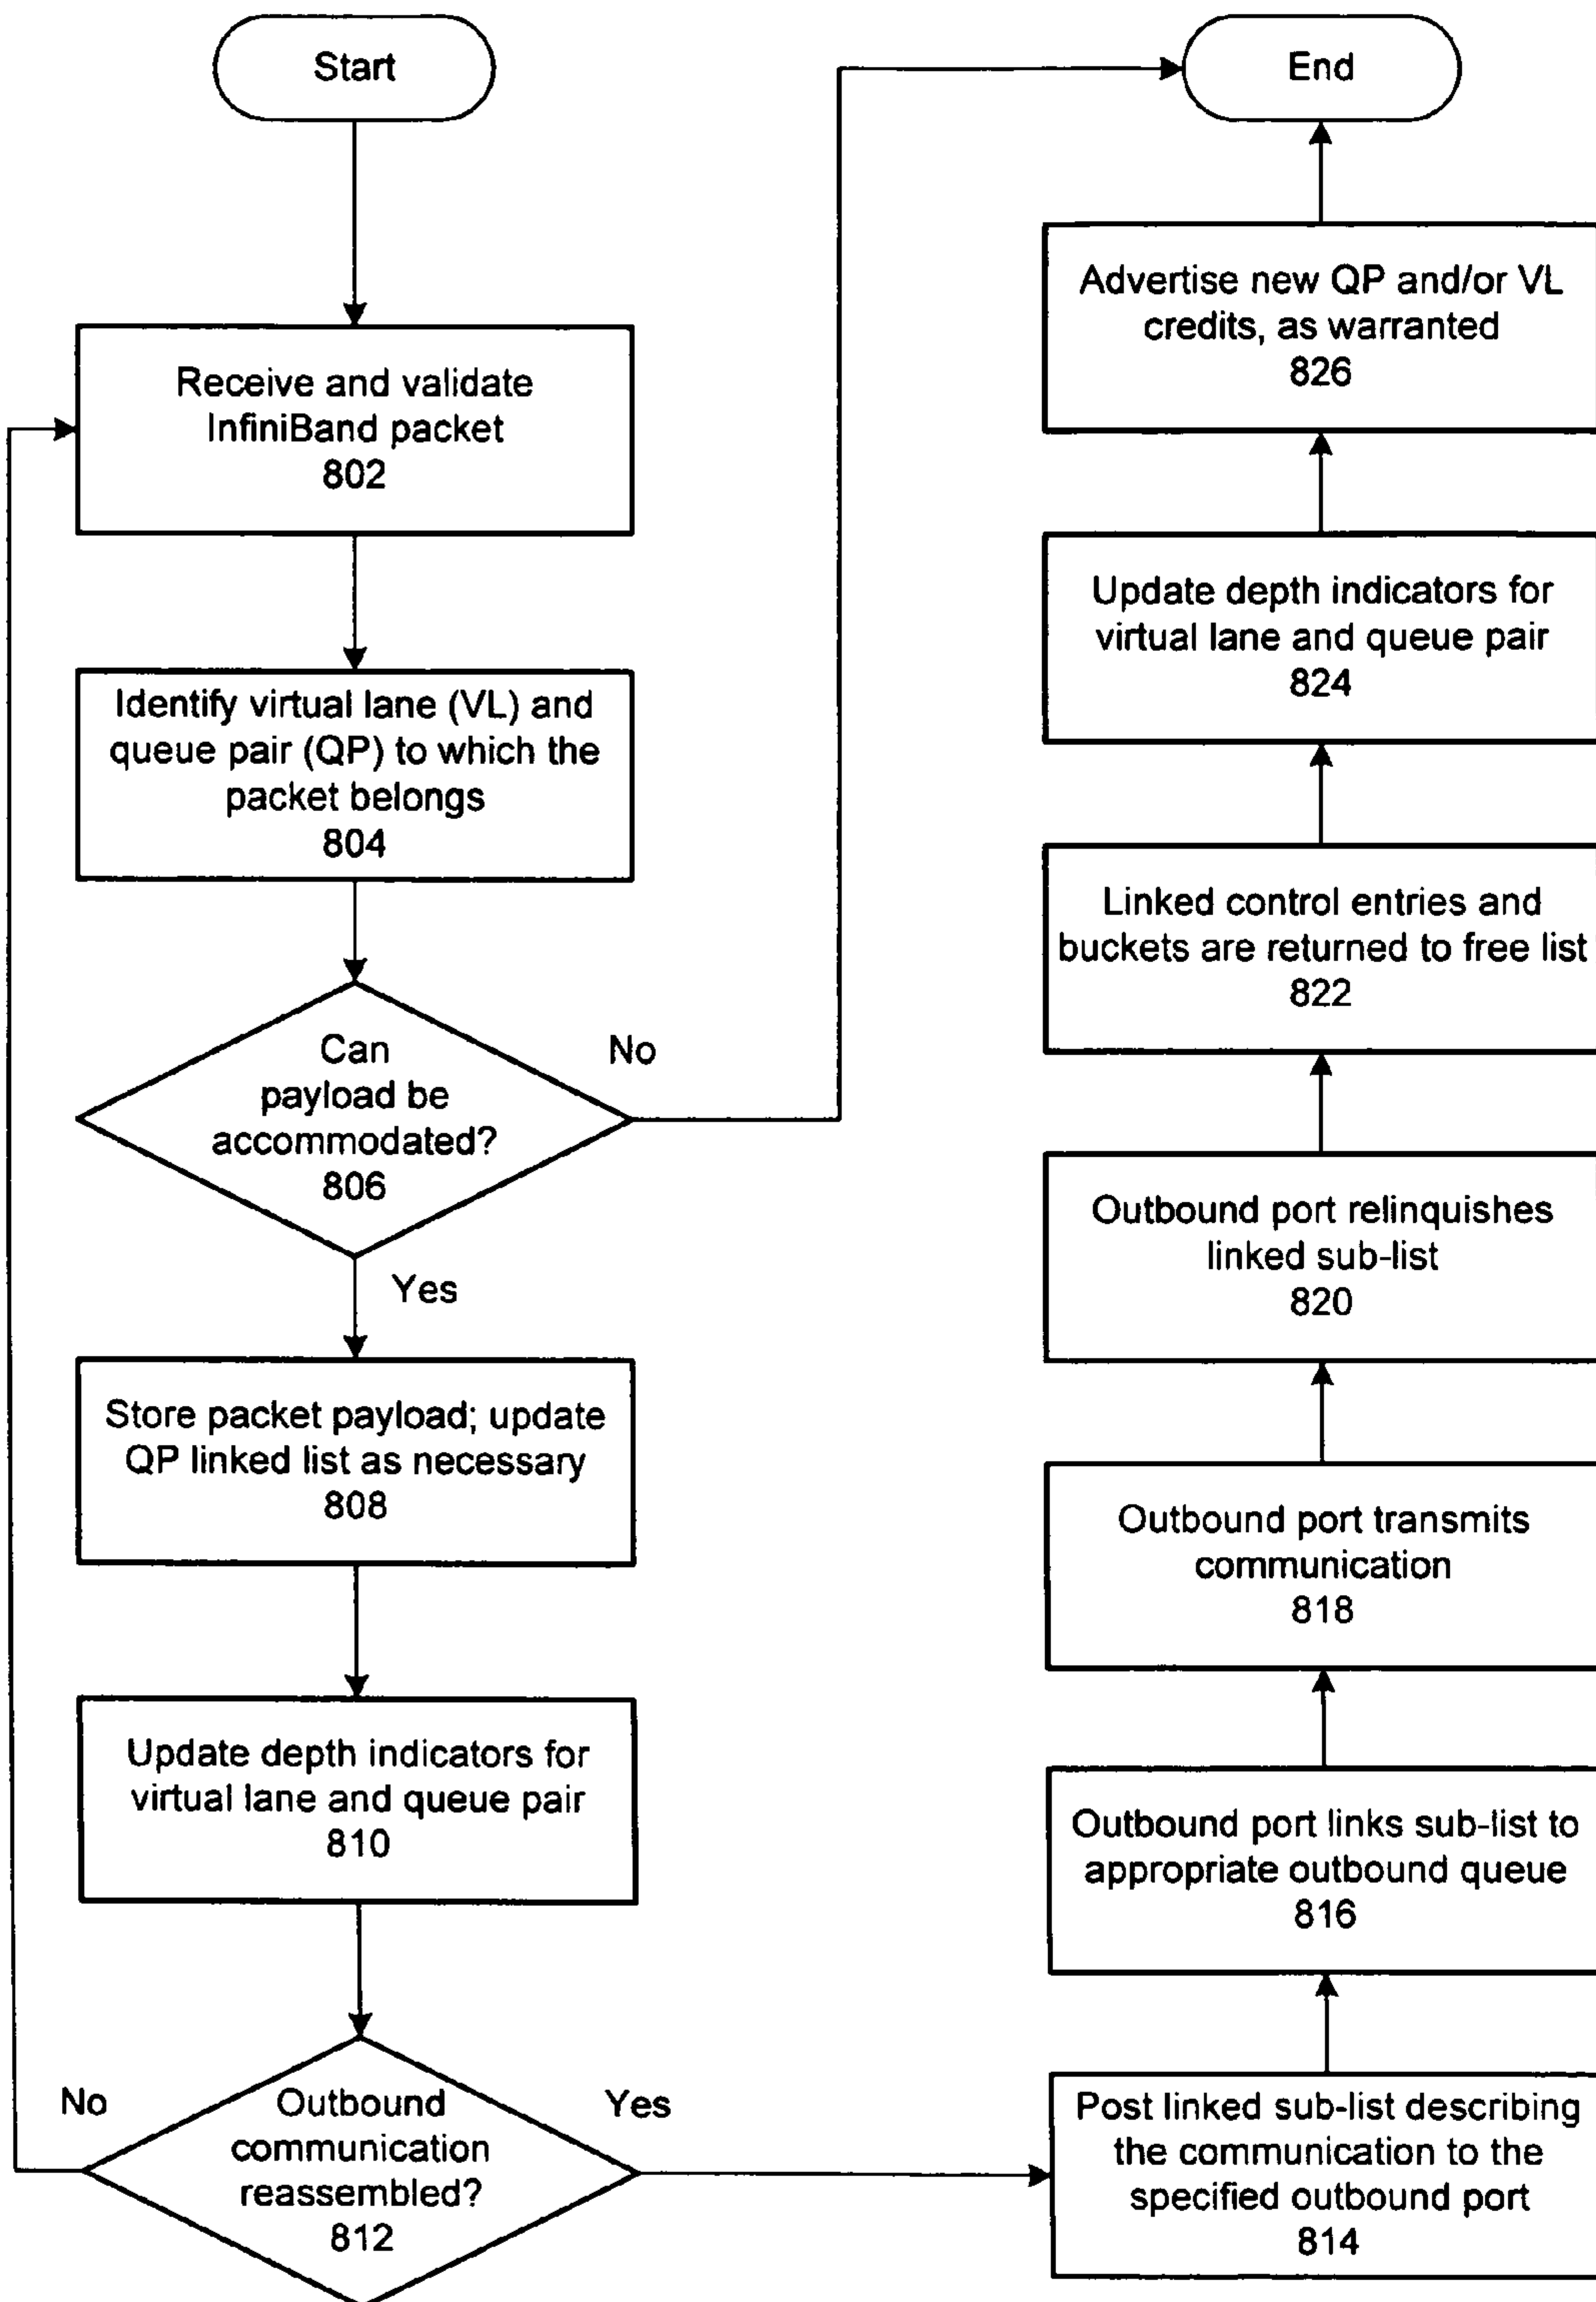 Start
Receive and validate
InfiniBand packet
802
Identify virtual lane (VL) and
queue pair (QP) to which the
packet belongs
804
Can
payload be
accommodated?
806
No
Yes
Store packet payload; update
QP linked list as necessary
808
Update depth indicators for
virtual lane and queue pair
810
Outbound
communication
reassembled?
812
No
Yes
Post linked sub-list describing
the communication to the
specified outbound port
814
Outbound port links sub-list to
appropriate outbound queue
816
Outbound port transmits
communication
818
Outbound port relinquishes
linked sub-list
820
Linked control entries and
buckets are returned to free list
822
Update depth indicators for
virtual lane and queue pair
824
Advertise new QP and/or VL
credits, as warranted
826
End